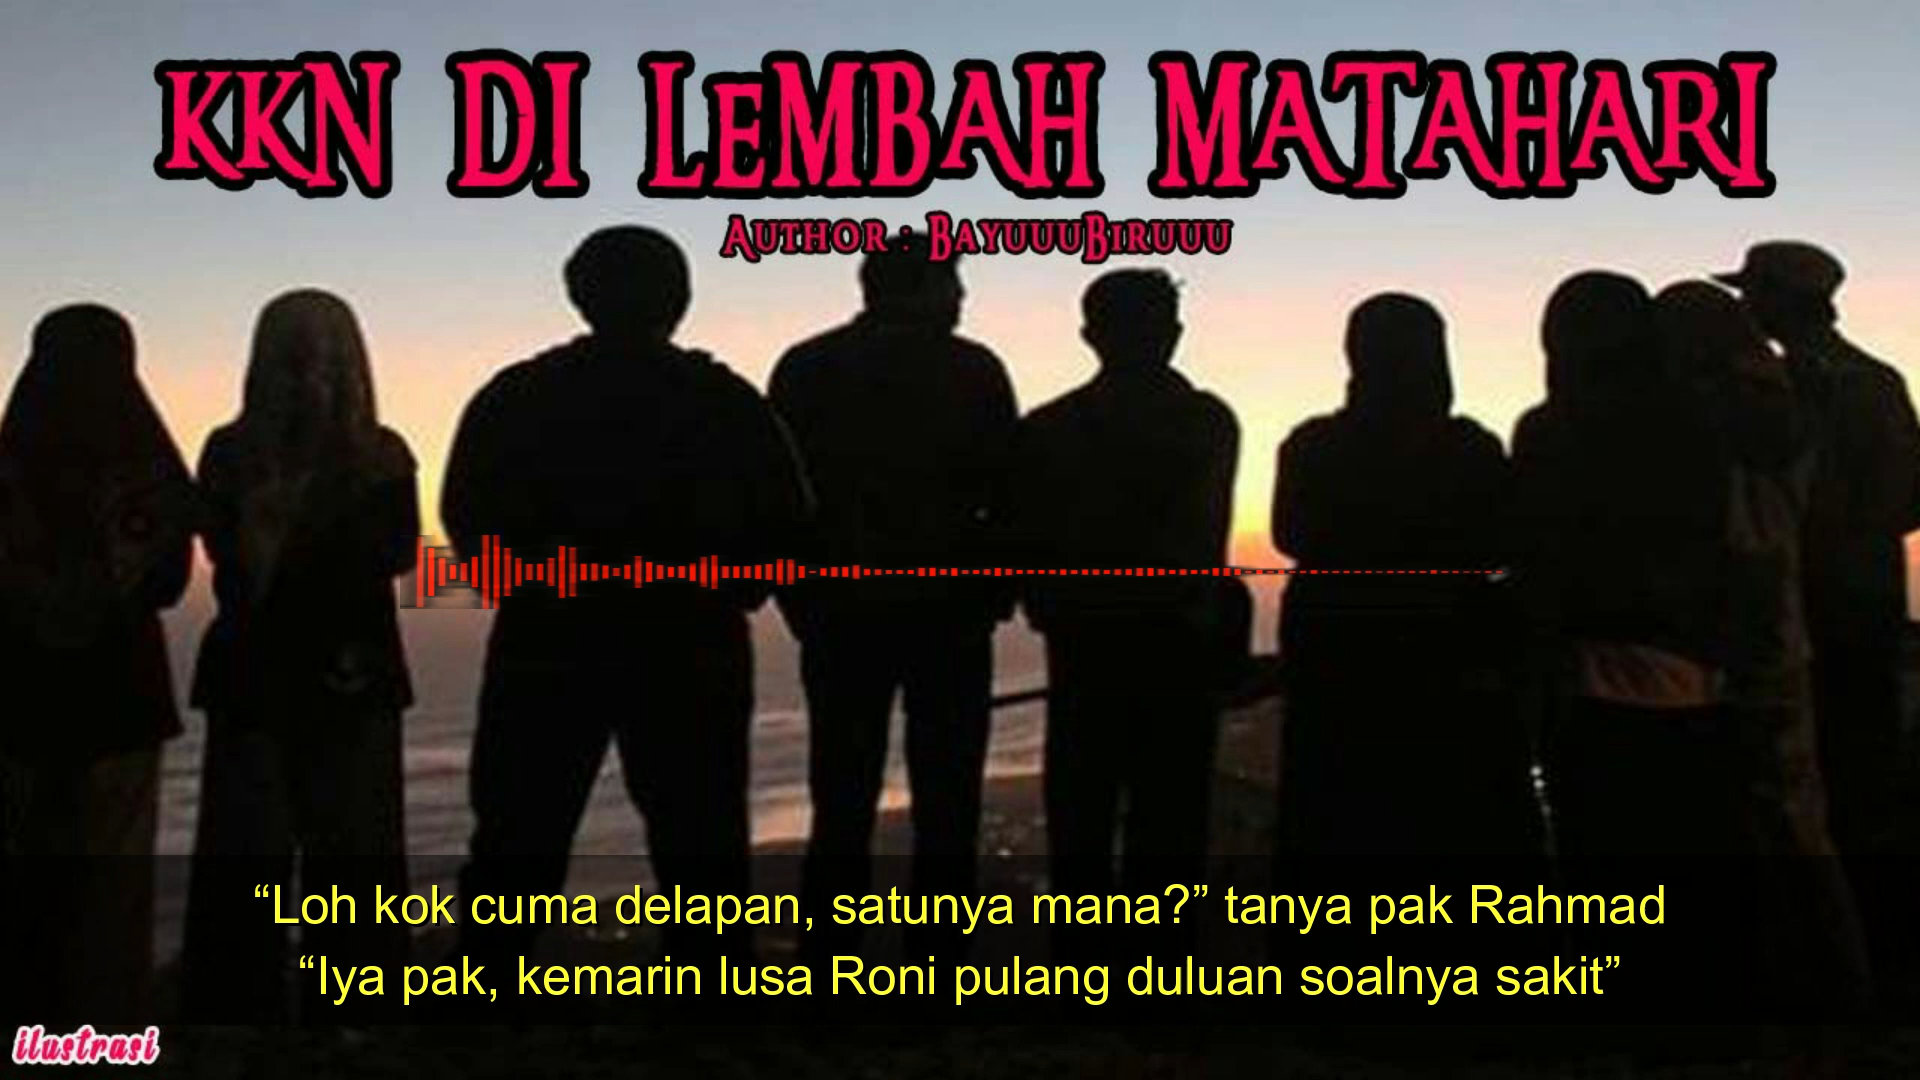 KKN DI LeMBAH MATAHARI
AUTHOR : BAYUUUBIRUUU
“Loh kok cuma delapan, satunya mana?” tanya pak Rahmad
“Iya pak, kemarin lusa Roni pulang duluan soalnya sakit”
ilustrasi